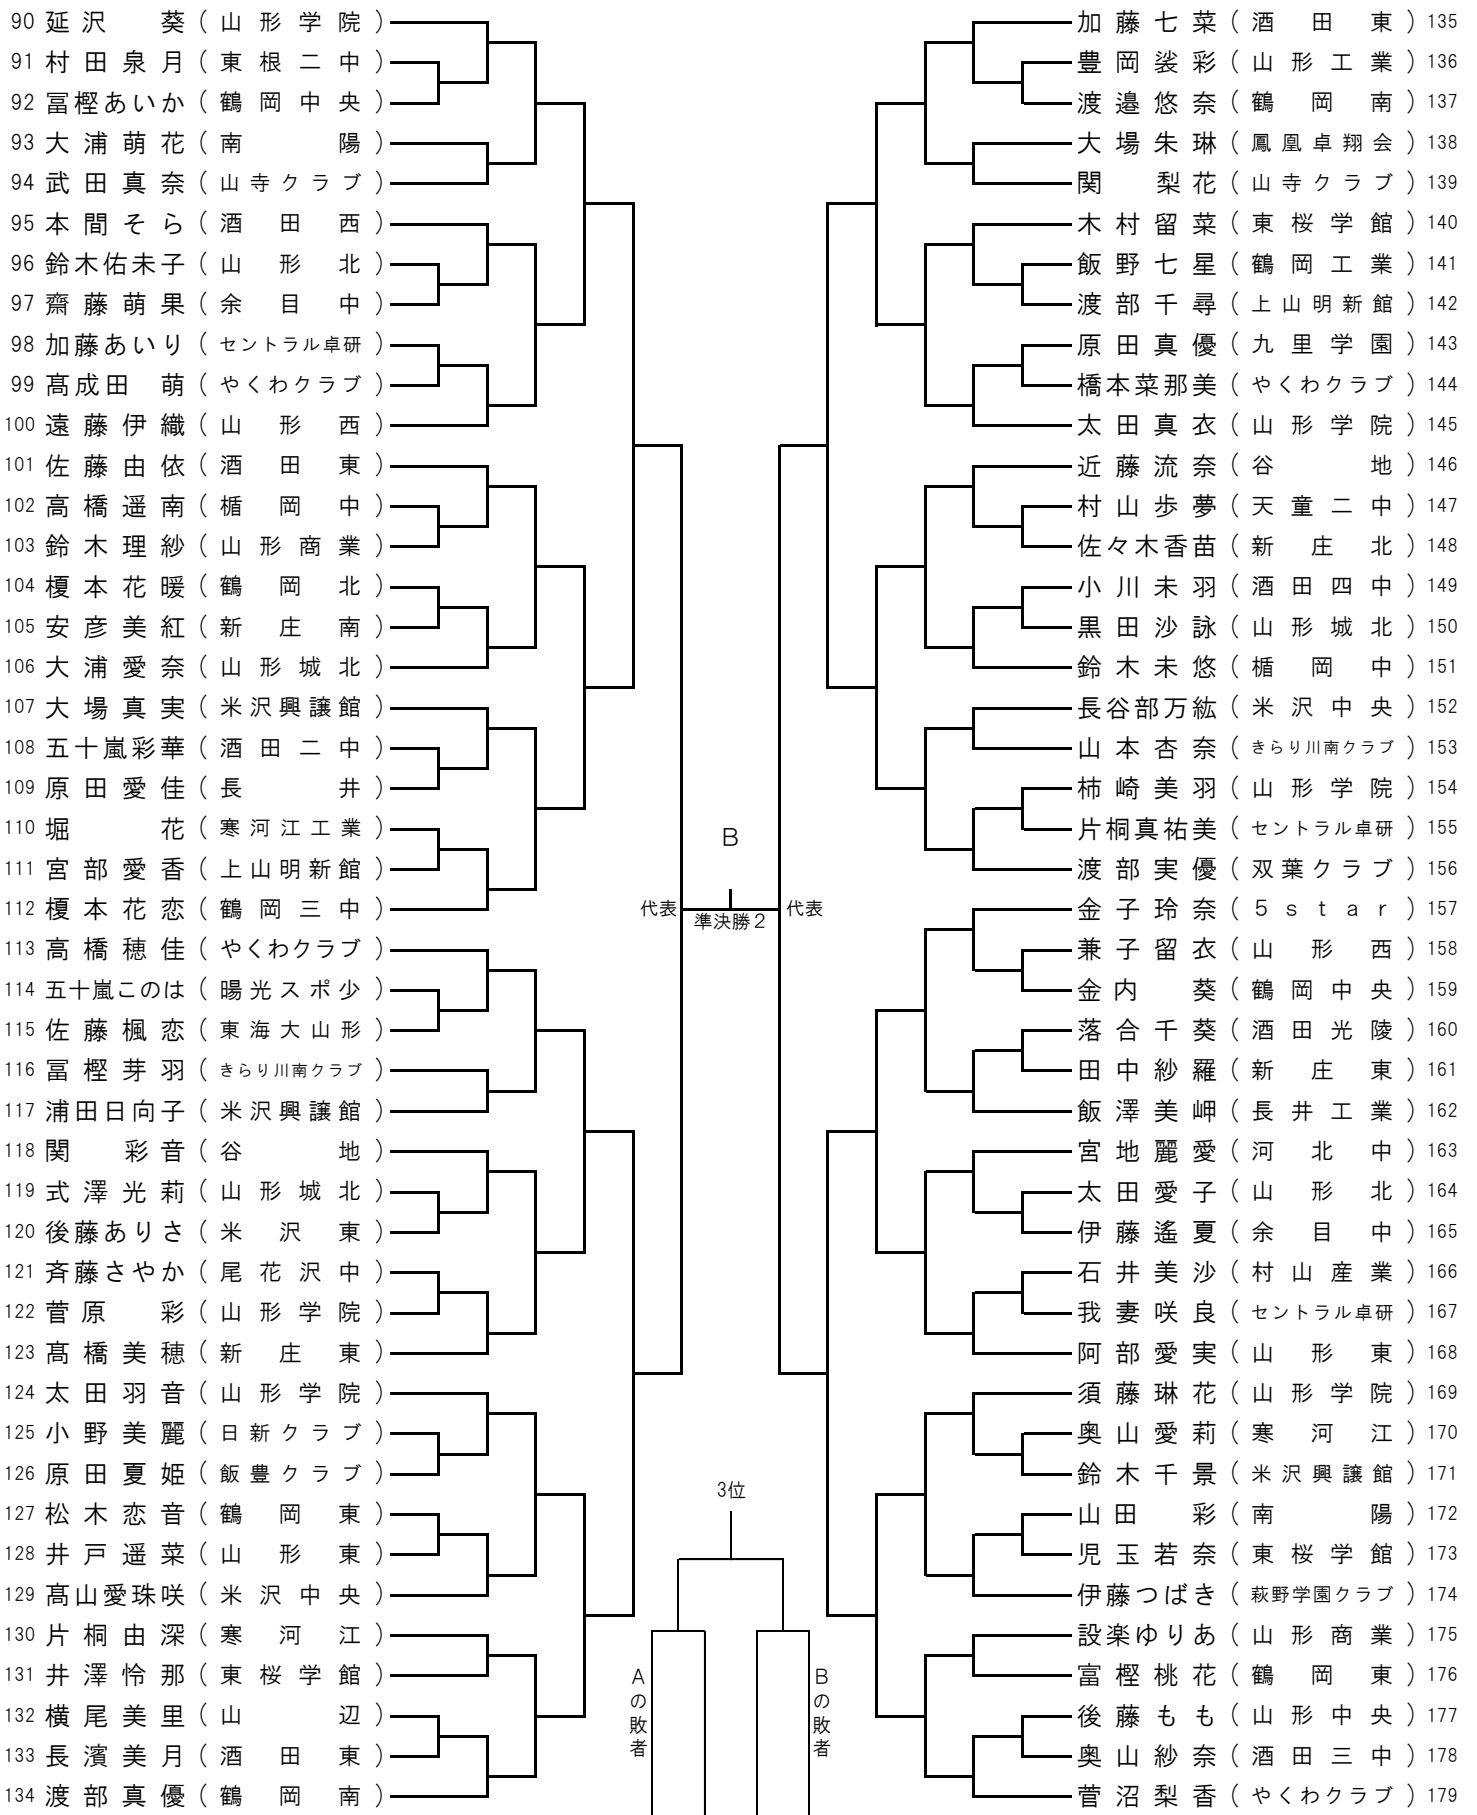 90 延沢 葵 ( 山形学院 )
91 村田泉月 ( 東根二中 )
92 冨樫あいか ( 鶴岡中央 )
93 大浦萌花 ( 南陽 )
94 武田真奈 ( 山寺クラブ )
95 本間そら ( 酒田西 )
96 鈴木佑未子 ( 山形北 )
97 齋藤萌果 ( 余目中 )
98 加藤あいり ( セントラル卓研 )
99 髙成田 萌 ( やくわクラブ )
100 遠藤伊織 ( 山形西 )
101 佐藤由依 ( 酒田東 )
102 高橋遥南 ( 楯岡中 )
103 鈴木理紗 ( 山形商業 )
104 榎本花暖 ( 鶴岡北 )
105 安彦美紅 ( 新庄南 )
106 大浦愛奈 ( 山形城北 )
107 大場真実 ( 米沢興譲館 )
108 五十嵐彩華 ( 酒田二中 )
109 原田愛佳 ( 長井 )
110 堀 花 ( 寒河江工業 )
111 宮部愛香 ( 上山明新館 )
112 榎本花恋 ( 鶴岡三中 )
113 高橋穂佳 ( やくわクラブ )
114 五十嵐このは ( 暘光スポ少 )
115 佐藤楓恋 ( 東海大山形 )
116 冨樫芽羽 ( きらり川南クラブ )
117 浦田日向子 ( 米沢興譲館 )
118 関 彩音 ( 谷地 )
119 式澤光莉 ( 山形城北 )
120 後藤ありさ ( 米沢東 )
121 斉藤さやか ( 尾花沢中 )
122 菅原 彩 ( 山形学院 )
123 髙橋美穂 ( 新庄東 )
124 太田羽音 ( 山形学院 )
125 小野美麗 ( 日新クラブ )
126 原田夏姫 ( 飯豊クラブ )
127 松木恋音 ( 鶴岡東 )
128 井戸遥菜 ( 山形東 )
129 髙山愛珠咲 ( 米沢中央 )
130 片桐由深 ( 寒河江 )
131 井澤怜那 ( 東桜学館 )
132 横尾美里 ( 山辺 )
133 長濱美月 ( 酒田東 )
134 渡部真優 ( 鶴岡南 )
B
代表
準決勝2
代表
3位
Aの敗者
Bの敗者
加藤七菜 ( 酒田東 ) 135
豊岡裟彩 ( 山形工業 ) 136
渡邉悠奈 ( 鶴岡南 ) 137
大場朱琳 ( 鳳凰卓翔会 ) 138
関 梨花 ( 山寺クラブ ) 139
木村留菜 ( 東桜学館 ) 140
飯野七星 ( 鶴岡工業 ) 141
渡部千尋 ( 上山明新館 ) 142
原田真優 ( 九里学園 ) 143
橋本菜那美 ( やくわクラブ ) 144
太田真衣 ( 山形学院 ) 145
近藤流奈 ( 谷地 ) 146
村山歩夢 ( 天童二中 ) 147
佐々木香苗 ( 新庄北 ) 148
小川未羽 ( 酒田四中 ) 149
黒田沙詠 ( 山形城北 ) 150
鈴木未悠 ( 楯岡中 ) 151
長谷部万紘 ( 米沢中央 ) 152
山本杏奈 ( きらり川南クラブ ) 153
柿崎美羽 ( 山形学院 ) 154
片桐真祐美 ( セントラル卓研 ) 155
渡部実優 ( 双葉クラブ ) 156
金子玲奈 ( 5star ) 157
兼子留衣 ( 山形西 ) 158
金内 葵 ( 鶴岡中央 ) 159
落合千葵 ( 酒田光陵 ) 160
田中紗羅 ( 新庄東 ) 161
飯澤美岬 ( 長井工業 ) 162
宮地麗愛 ( 河北中 ) 163
太田愛子 ( 山形北 ) 164
伊藤遙夏 ( 余目中 ) 165
石井美沙 ( 村山産業 ) 166
我妻咲良 ( セントラル卓研 ) 167
阿部愛実 ( 山形東 ) 168
須藤琳花 ( 山形学院 ) 169
奥山愛莉 ( 寒河江 ) 170
鈴木千景 ( 米沢興譲館 ) 171
山田 彩 ( 南陽 ) 172
児玉若奈 ( 東桜学館 ) 173
伊藤つばき ( 萩野学園クラブ ) 174
設楽ゆりあ ( 山形商業 ) 175
富樫桃花 ( 鶴岡東 ) 176
後藤もも ( 山形中央 ) 177
奥山紗奈 ( 酒田三中 ) 178
菅沼梨香 ( やくわクラブ ) 179